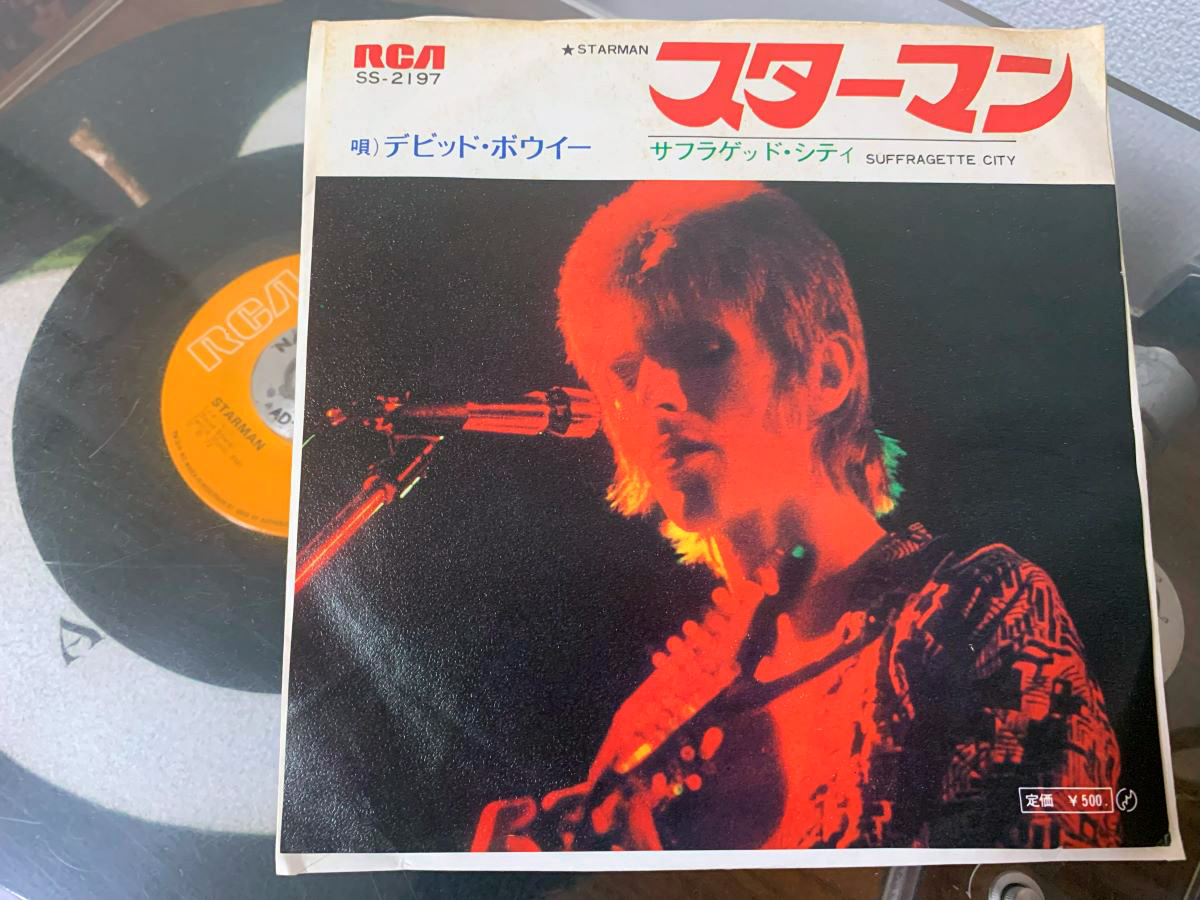 RCA
SS-2197
★STARMAN
スターマン
唄）デビッド・ボウイー
サフラゲッド・シティ SUFFRAGETTE CITY
RCA
STARMAN
定価 ￥500.